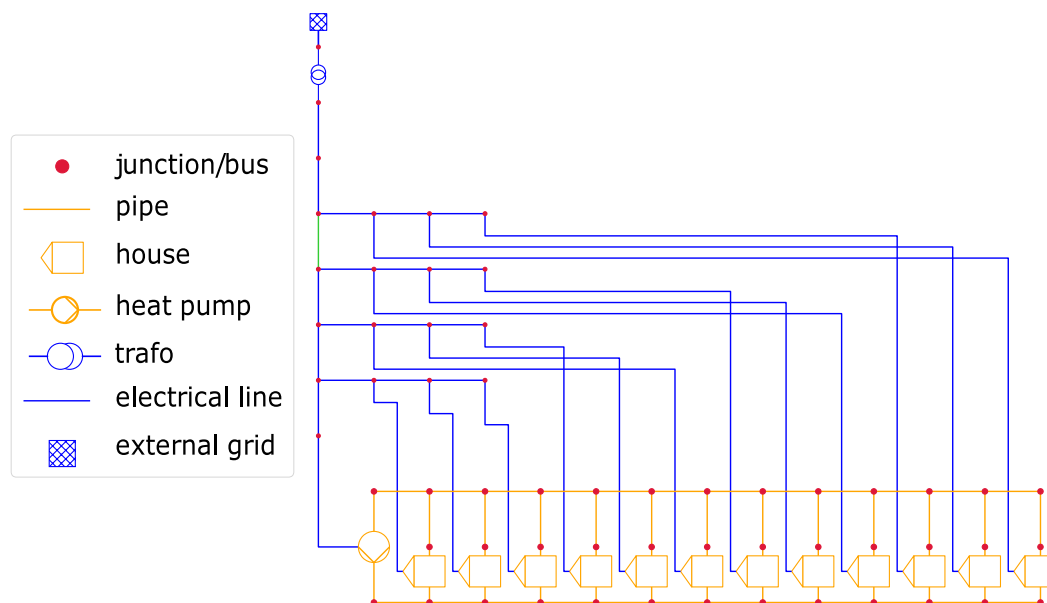 junction/bus
pipe
house
heat pump
trafo
electrical line
external grid